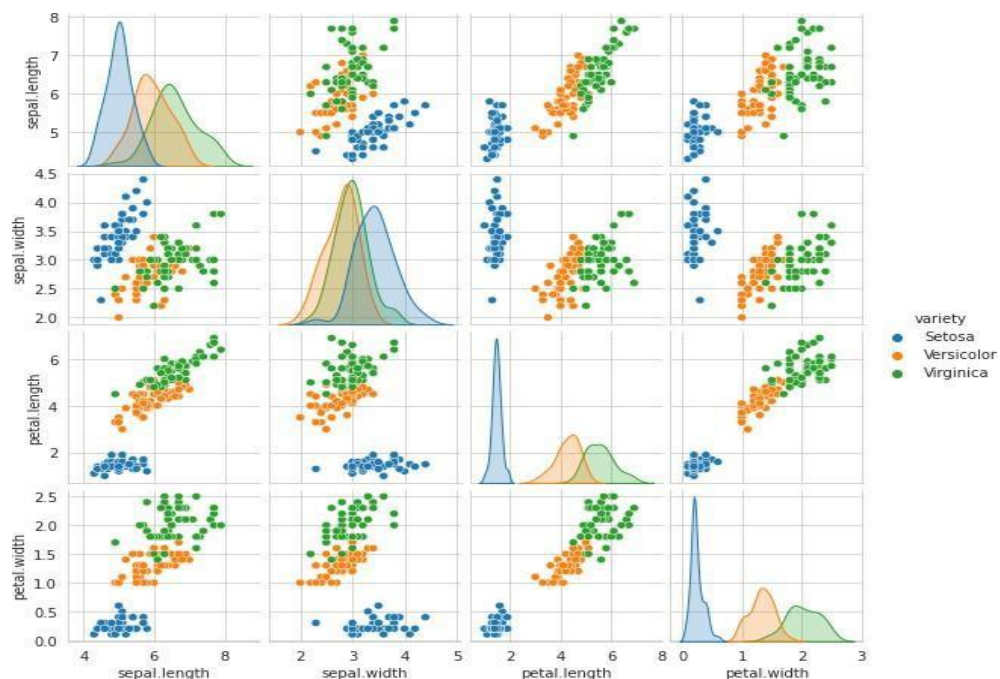 8
7
6
5
sepal.length
4.5
4.0
3.5
3.0
2.5
2.0
sepal.width
6
4
2
petal.length
2.5
2.0
1.5
1.0
0.5
0.0
petal.width
4 6 8
sepal.length
2 3 4 5
sepal.width
2 4 6 8
petal.length
0 1 2 3
petal.width
variety
Setosa
Versicolor
Virginica